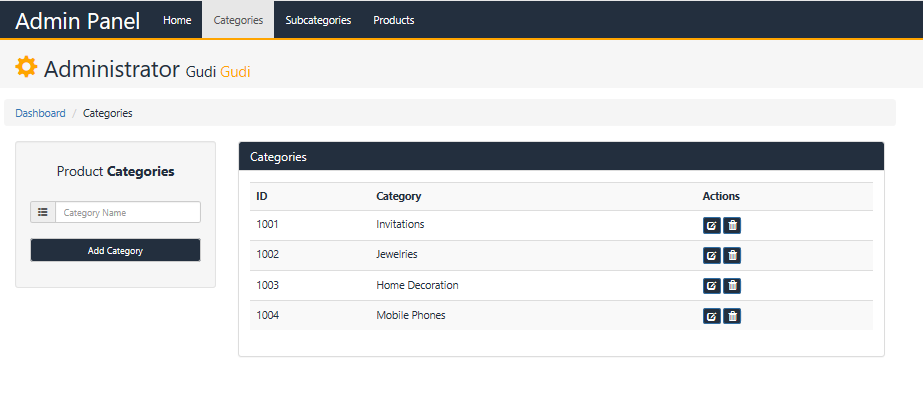 Admin Panel Home Categories Subcategories Products
Administrator Gudi Gudi
Dashboard / Categories
Product Categories
Category Name
Add Category
Categories
ID Category Actions
1001 Invitations
1002 Jewelries
1003 Home Decoration
1004 Mobile Phones